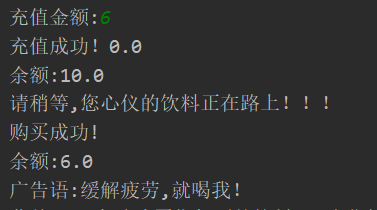 充值金额:6
充值成功！0.0
余额:10.0
请稍等,您心仪的饮料正在路上！！！
购买成功！
余额:6.0
广告语:缓解疲劳,就喝我！